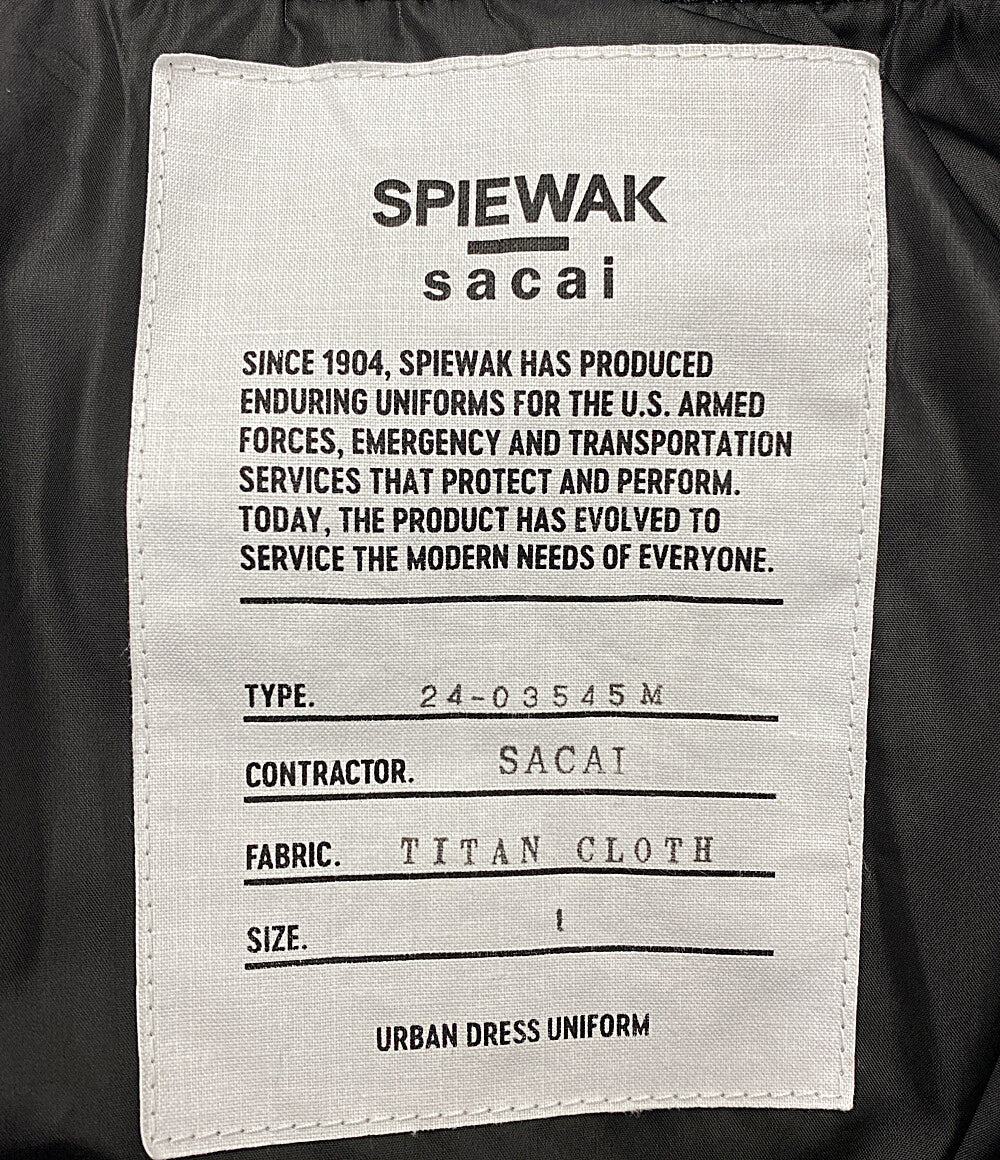 SPIEWAK
sacai
SINCE 1904, SPIEWAK HAS PRODUCED
ENDURING UNIFORMS FOR THE U.S. ARMED
FORCES, EMERGENCY AND TRANSPORTATION
SERVICES THAT PROTECT AND PERFORM.
TODAY, THE PRODUCT HAS EVOLVED TO
SERVICE THE MODERN NEEDS OF EVERYONE.
TYPE. 24-03545M
CONTRACTOR. SACAI
FABRIC. TITAN CLOTH
SIZE. 1
URBAN DRESS UNIFORM